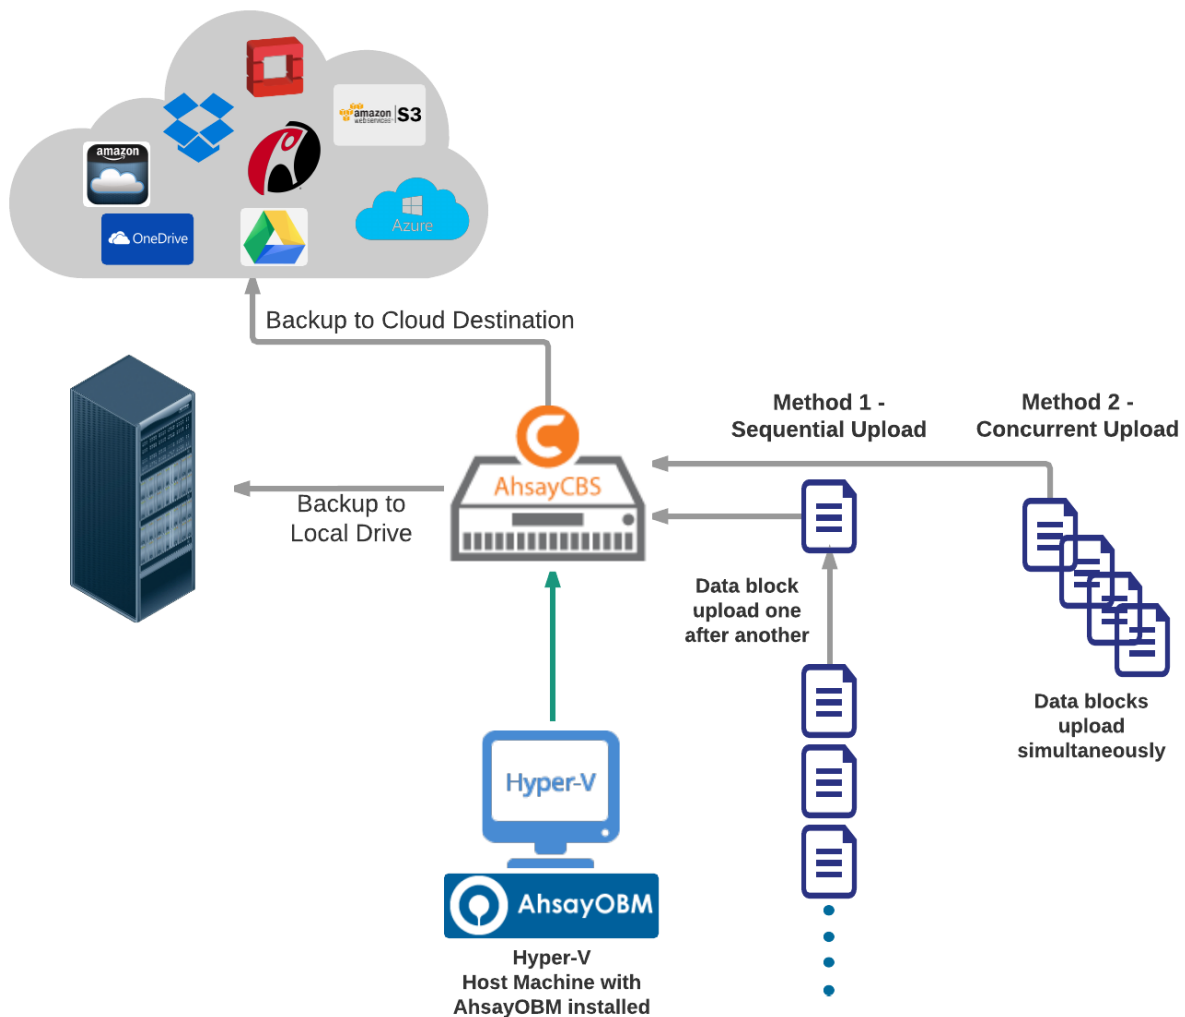 amazon
webservices
S3
amazon
OneDrive
Azure
Backup to Cloud Destination
Method 1 -
Sequential Upload
Method 2 -
Concurrent Upload
AhsayCBS
Backup to
Local Drive
Data block
upload one
after another
Data blocks
upload
simultaneously
Hyper-V
AhsayOBM
Hyper-V
Host Machine with
AhsayOBM installed